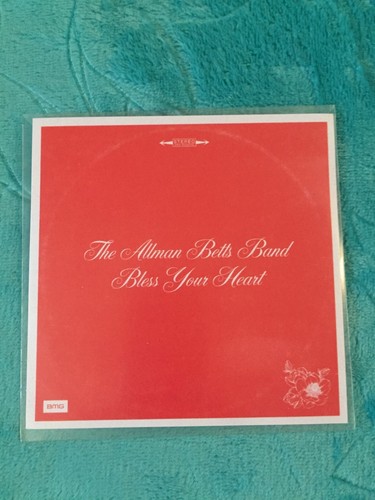 STEREO
The Allman Betts Band
Bless Your Heart
BMG